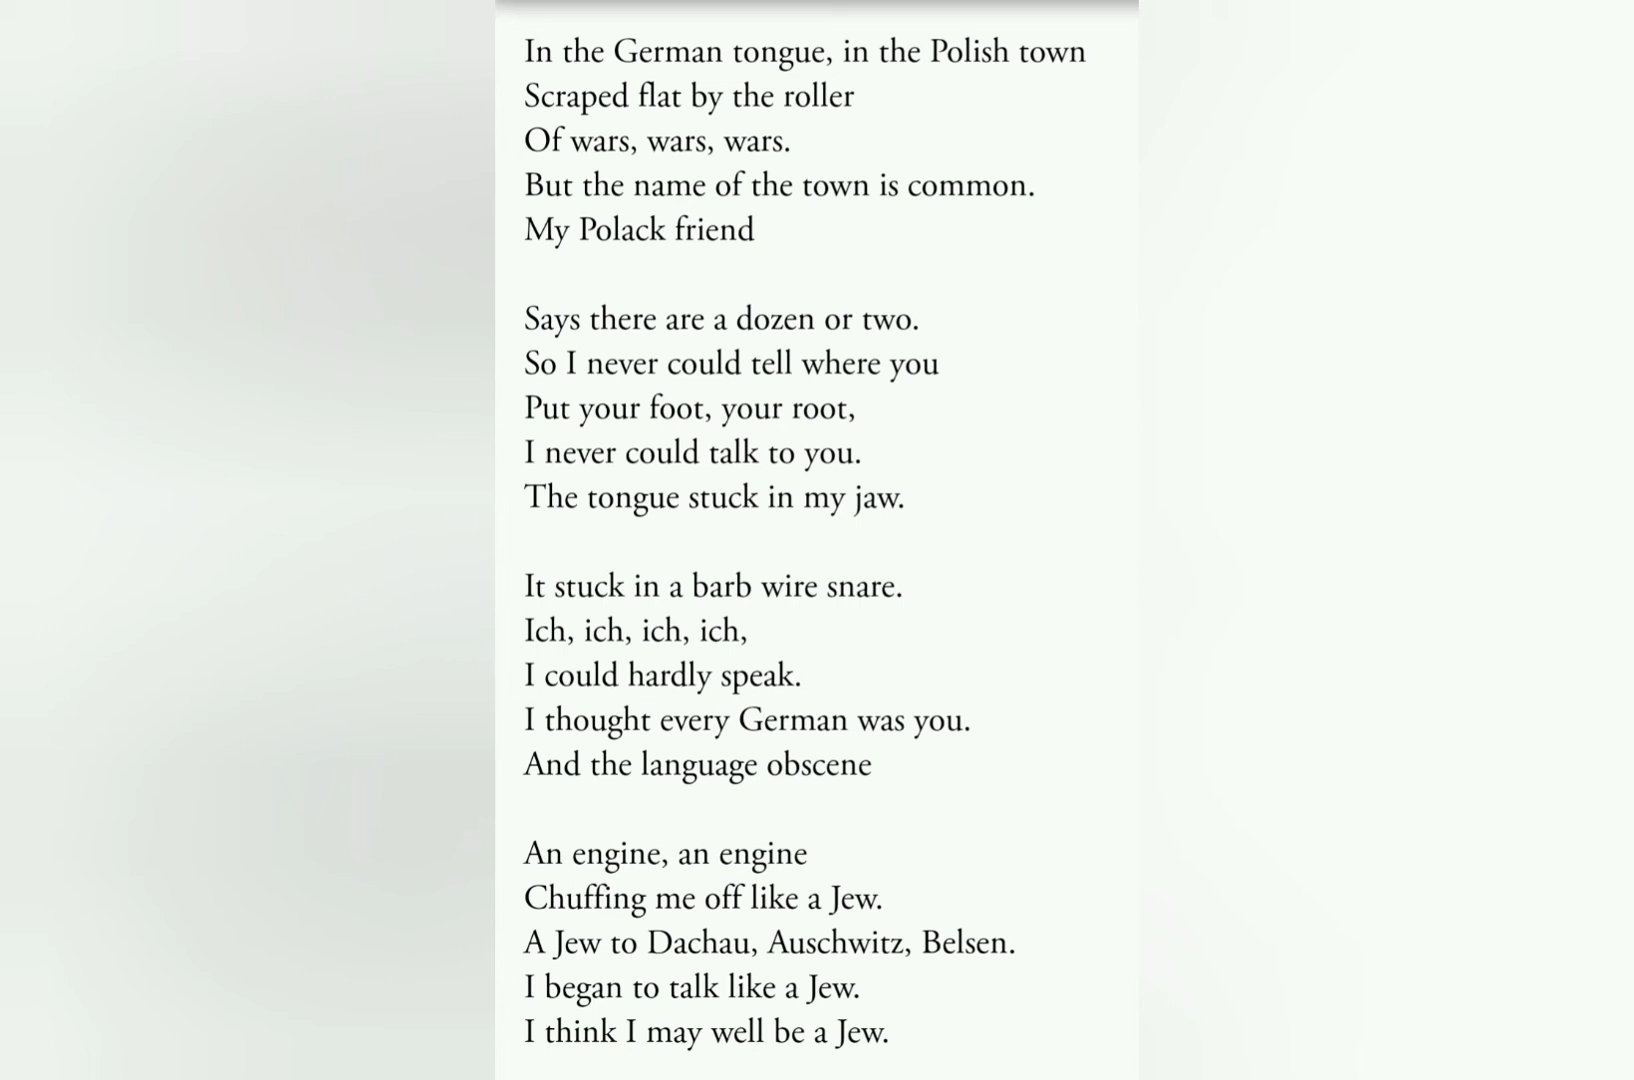 In the German tongue, in the Polish town
Scraped flat by the roller
Of wars, wars, wars.
But the name of the town is common.
My Polack friend
Says there are a dozen or two.
So I never could tell where you
Put your foot, your root,
I never could talk to you.
The tongue stuck in my jaw.
It stuck in a barb wire snare.
Ich, ich, ich, ich,
I could hardly speak.
I thought every German was you.
And the language obscene
An engine, an engine
Chuffing me off like a Jew.
A Jew to Dachau, Auschwitz, Belsen.
I began to talk like a Jew.
I think I may well be a Jew.